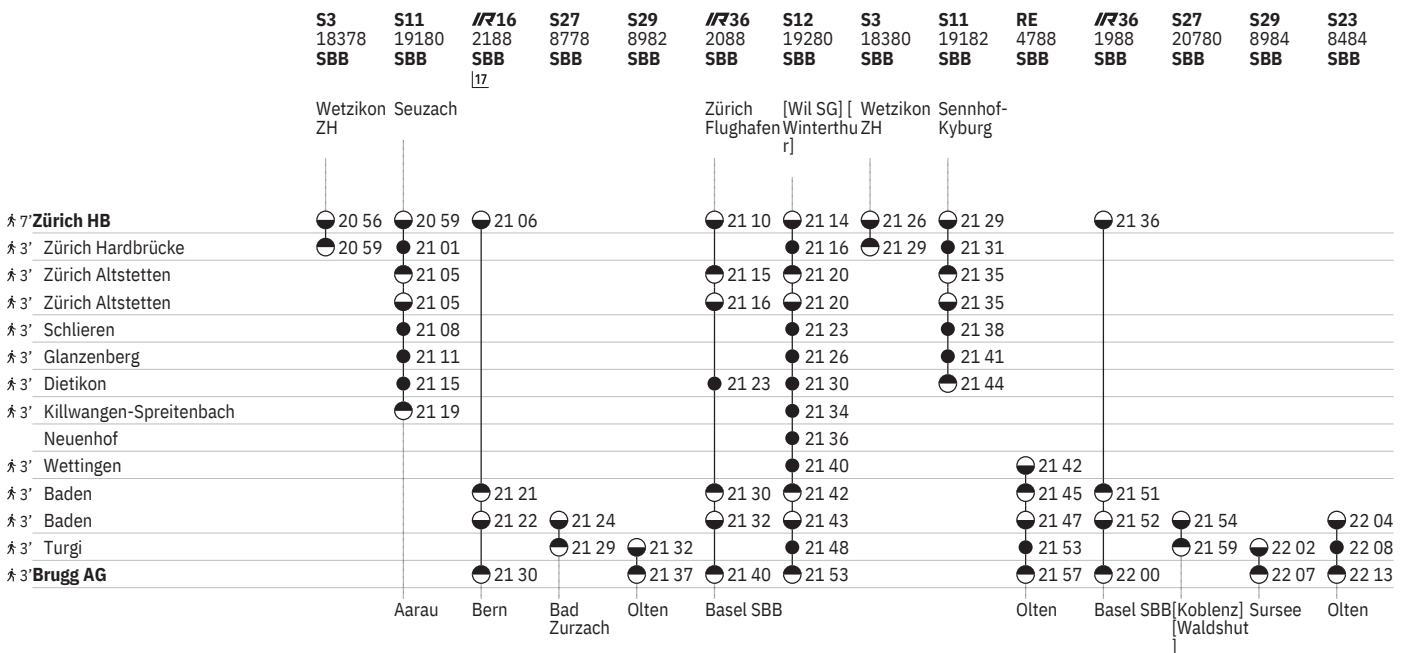 S3 S11 IR16 S27 S29 IR36 S12 S3 S11 RE IR36 S27 S29 S23
18378 19180 2188 8778 8982 2088 19280 18380 19182 4788 1988 20780 8984 8484
SBB SBB SBB SBB SBB SBB SBB SBB SBB SBB SBB SBB SBB SBB
17
Wetzikon Seuzach Zürich [Wil SG] [ Wetzikon Sennhof-
ZH Flughafen Winterthu ZH Kyburg
r]
7’ Zürich HB 20 56 20 59 21 06 21 10 21 14 21 26 21 29 21 36
3’ Zürich Hardbrücke 20 59 21 01 21 16 21 29 21 31
3’ Zürich Altstetten 21 05 21 15 21 20 21 35
3’ Zürich Altstetten 21 05 21 16 21 20 21 35
3’ Schlieren 21 08 21 23 21 38
3’ Glanzenberg 21 11 21 26 21 41
3’ Dietikon 21 15 21 23 21 30 21 44
3’ Killwangen-Spreitenbach 21 19 21 34
Neuenhof 21 36
3’ Wettingen 21 40 21 42
3’ Baden 21 21 21 30 21 42 21 45 21 51
3’ Baden 21 22 21 24 21 32 21 43 21 47 21 52 21 54 22 04
3’ Turgi 21 29 21 32 21 48 21 53 21 59 22 02 22 08
3’ Brugg AG 21 30 21 37 21 40 21 53 21 57 22 00 22 07 22 13
Aarau Bern Bad Olten Basel SBB Olten Basel SBB [Koblenz] Sursee Olten
Zurzach [Waldshut
]